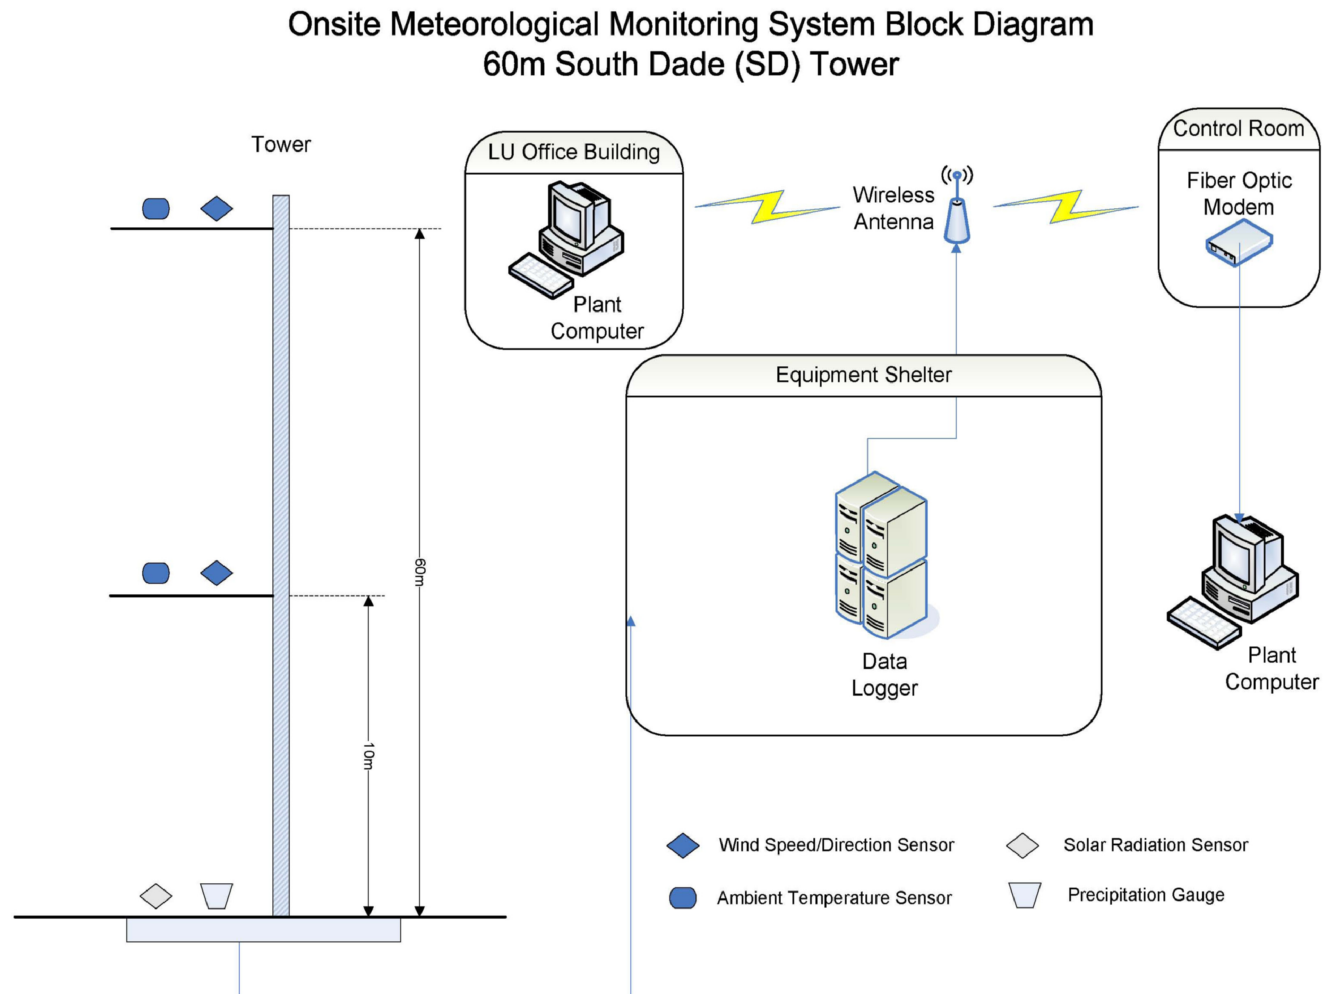 Onsite Meteorological Monitoring System Block Diagram
60m South Dade (SD) Tower
Tower
LU Office Building
Plant
Computer
Wireless
Antenna
Control Room
Fiber Optic
Modem
Equipment Shelter
Data
Logger
Plant
Computer
60m
10m
Wind Speed/Direction Sensor
Solar Radiation Sensor
Ambient Temperature Sensor
Precipitation Gauge